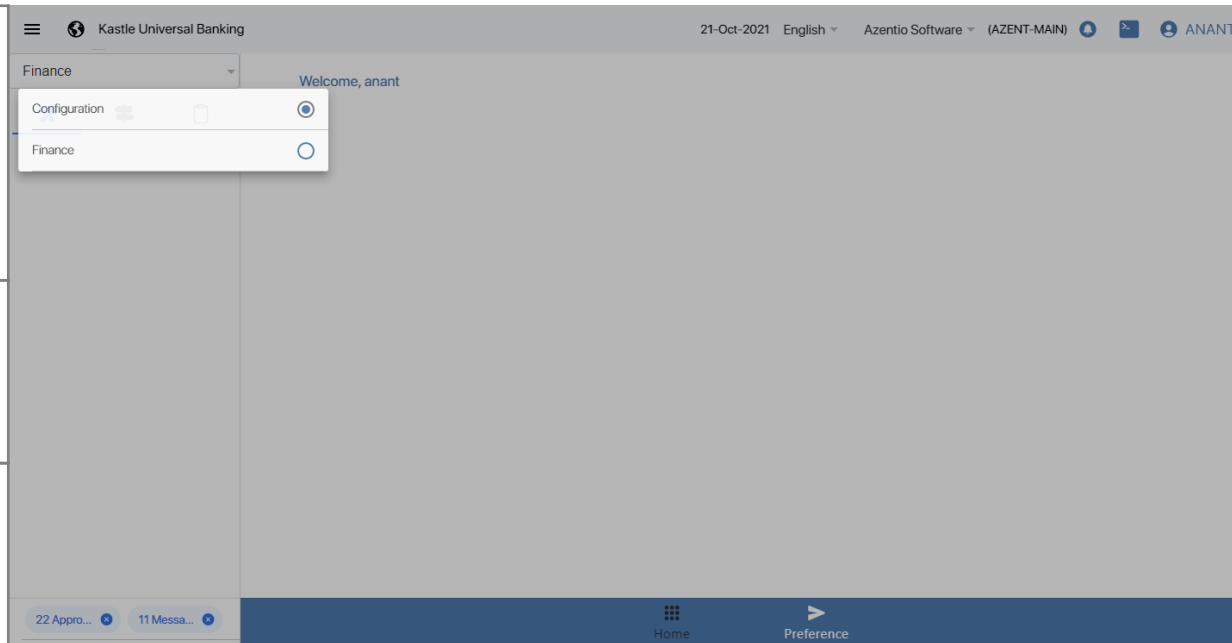 Kastle Universal Banking 21-Oct-2021 English Azentio Software (AZENT-MAIN) ANANT
Finance
Welcome, anant
Configuration
Finance
22 Appro... 11 Messa...
Home Preference